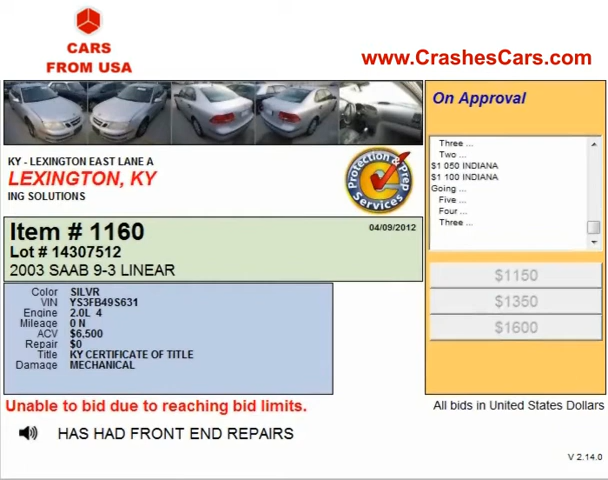 CARS
FROM USA
www.CrashesCars.com
On Approval
Three ...
Two ...
$1 050 INDIANA
$1 100 INDIANA
Going ...
Five ...
Four ...
Three ...
KY - LEXINGTON EAST LANE A
LEXINGTON, KY
ING SOLUTIONS
Protection & Prep
Services
Item # 1160
04/09/2012
Lot # 14307512
2003 SAAB 9-3 LINEAR
$1150
$1350
$1600
Color SILVR
VIN YS3FB49S631
Engine 2.0L 4
Mileage 0 N
ACV $6,500
Repair $0
Title KY CERTIFICATE OF TITLE
Damage MECHANICAL
Unable to bid due to reaching bid limits.
All bids in United States Dollars
HAS HAD FRONT END REPAIRS
V 2.14.0